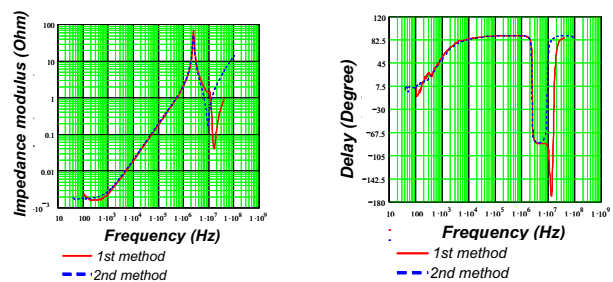 Impedance modulus (Ohm)
100
10
1
0.1
0.01
10 100 1·10³ 1·10⁴ 1·10⁵ 1·10⁶ 1·10⁷ 1·10⁸ 1·10⁹
Frequency (Hz)
1st method
2nd method
Delay (Degree)
120
82.5
45
7.5
−30
−67.5
−105
−142.5
−180
10 100 1·10³ 1·10⁴ 1·10⁵ 1·10⁶ 1·10⁷ 1·10⁸ 1·10⁹
Frequency (Hz)
1st method
2nd method